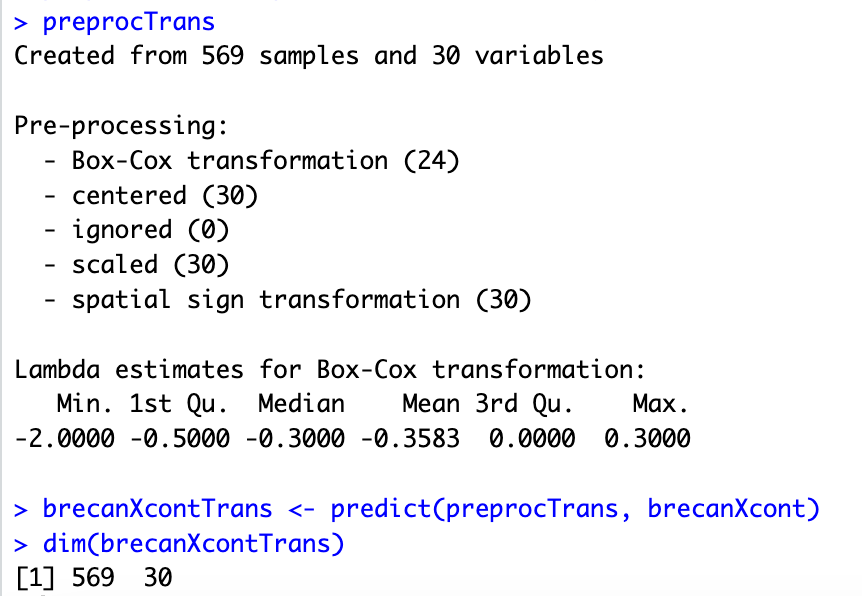 > preprocTrans
Created from 569 samples and 30 variables
Pre-processing:
  - Box-Cox transformation (24)
  - centered (30)
  - ignored (0)
  - scaled (30)
  - spatial sign transformation (30)
Lambda estimates for Box-Cox transformation:
   Min. 1st Qu.  Median    Mean 3rd Qu.    Max.
-2.0000 -0.5000 -0.3000 -0.3583  0.0000  0.3000
> brecanXcontTrans <- predict(preprocTrans, brecanXcont)
> dim(brecanXcontTrans)
[1] 569  30